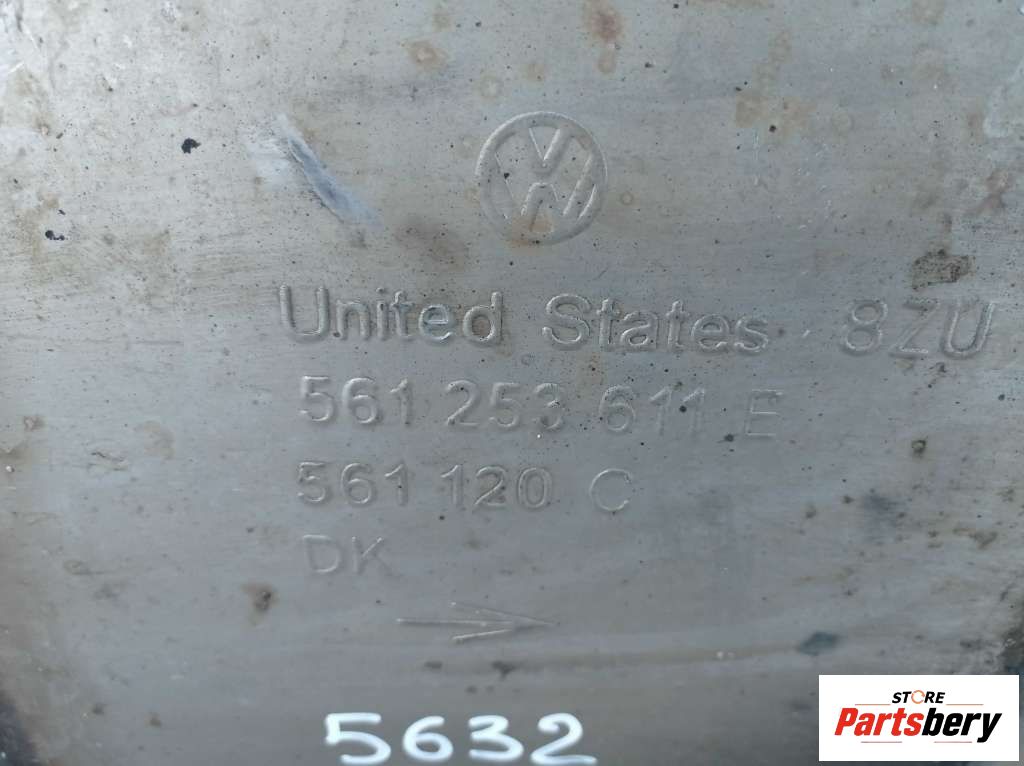 United States 8ZU
561 253 611 E
561 120 C
DK
5632
STORE
Partsbery